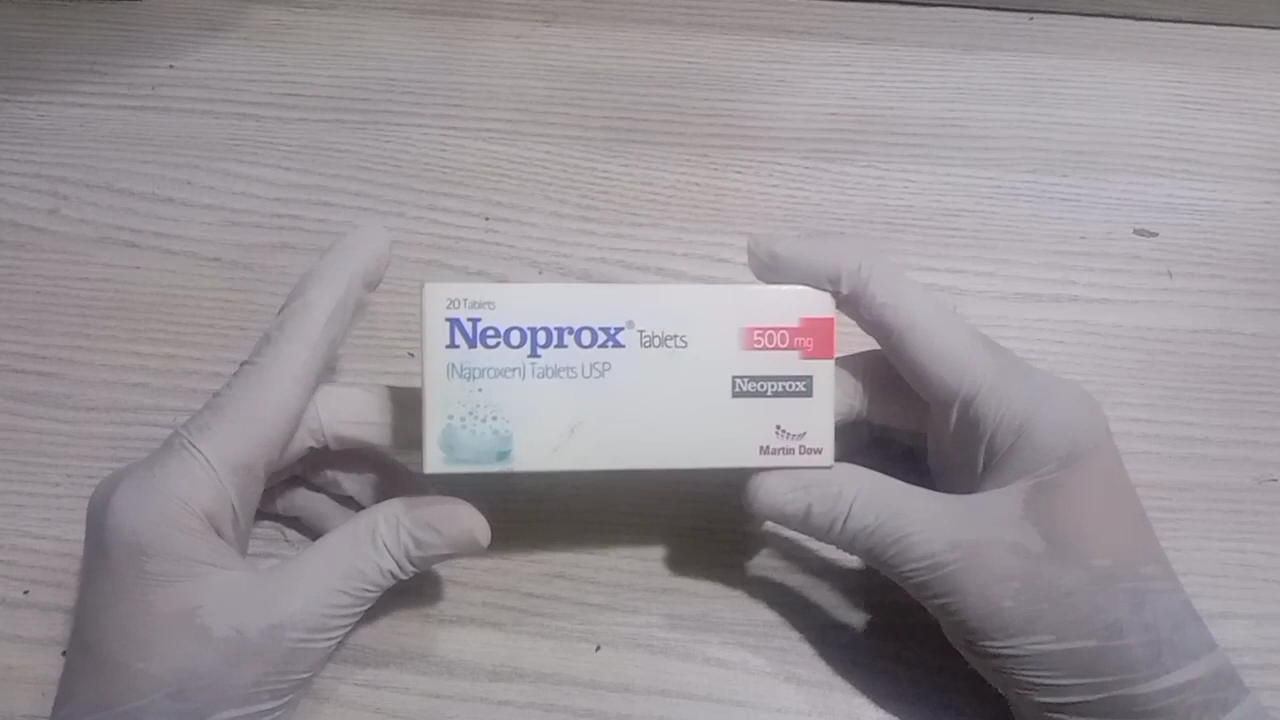 20 Tablets
Neoprox® Tablets
500 mg
(Naproxen) Tablets USP
Neoprox®
Martin Dow